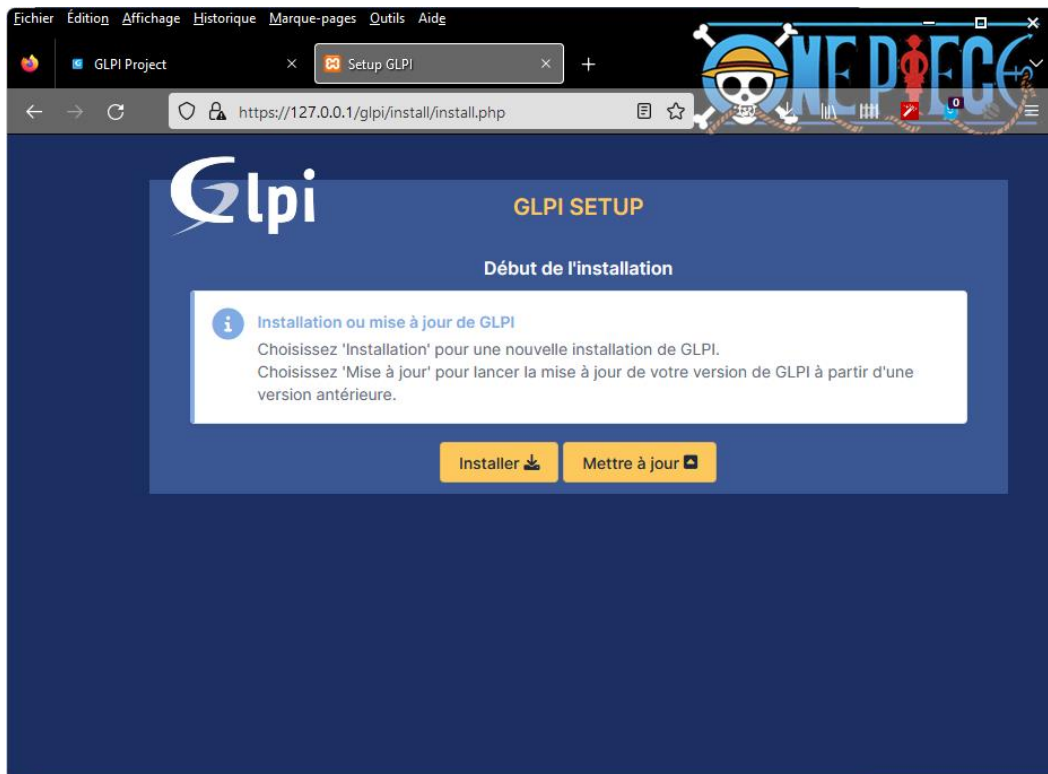 Fichier Édition Affichage Historique Marque-pages Outils Aide
GLPI Project
Setup GLPI
ONE PIECE
https://127.0.0.1/glpi/install/install.php
0
Glpi
GLPI SETUP
Début de l'installation
Installation ou mise à jour de GLPI
Choisissez 'Installation' pour une nouvelle installation de GLPI.
Choisissez 'Mise à jour' pour lancer la mise à jour de votre version de GLPI à partir d'une
version antérieure.
Installer Mettre à jour